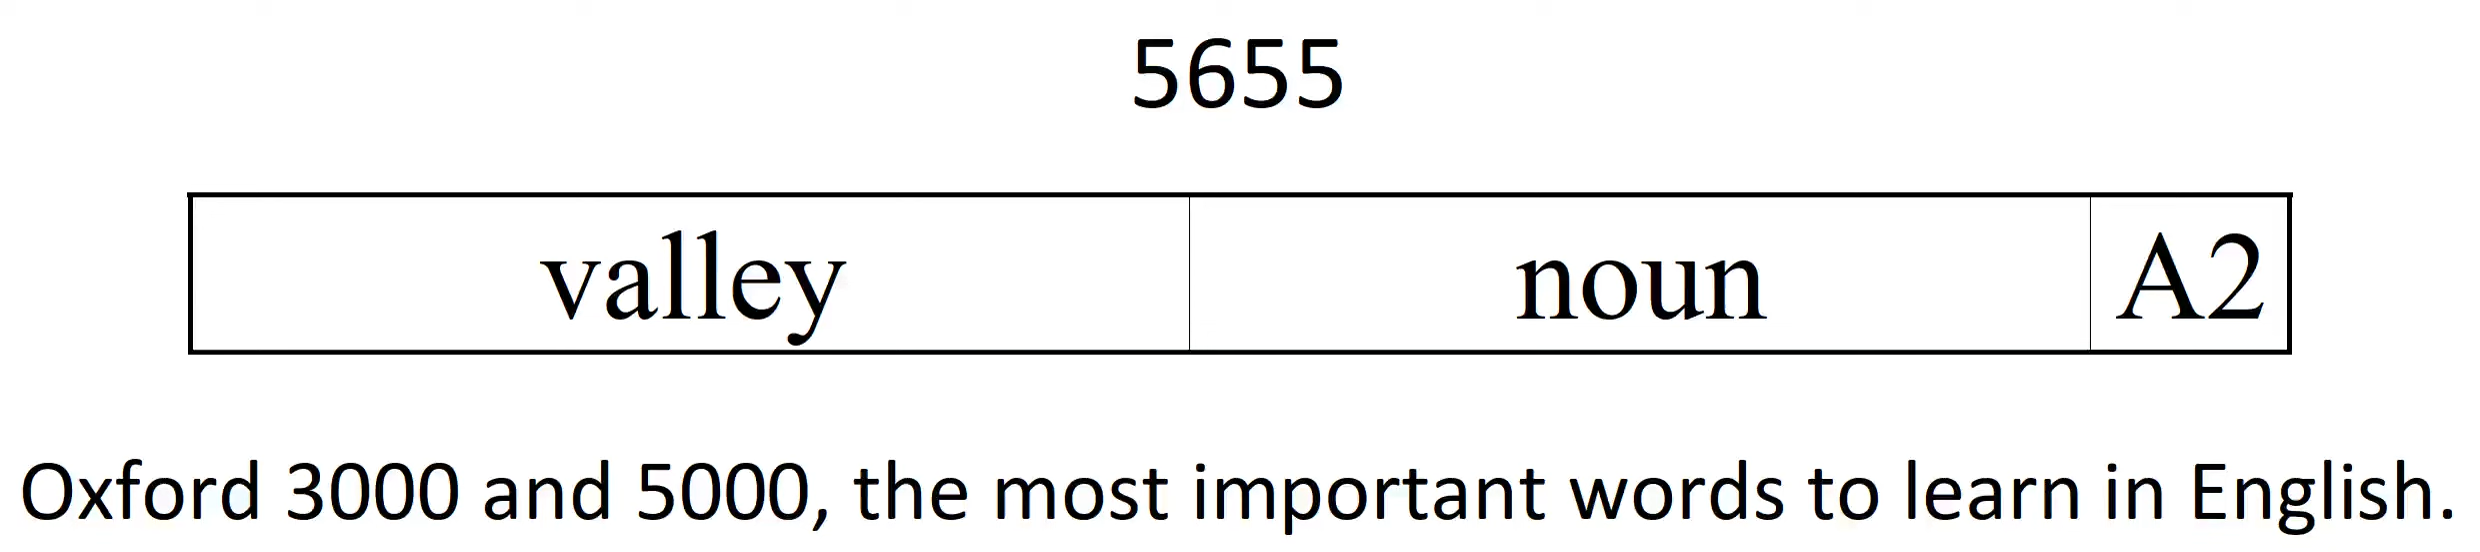 5655
valley noun A2
Oxford 3000 and 5000, the most important words to learn in English.